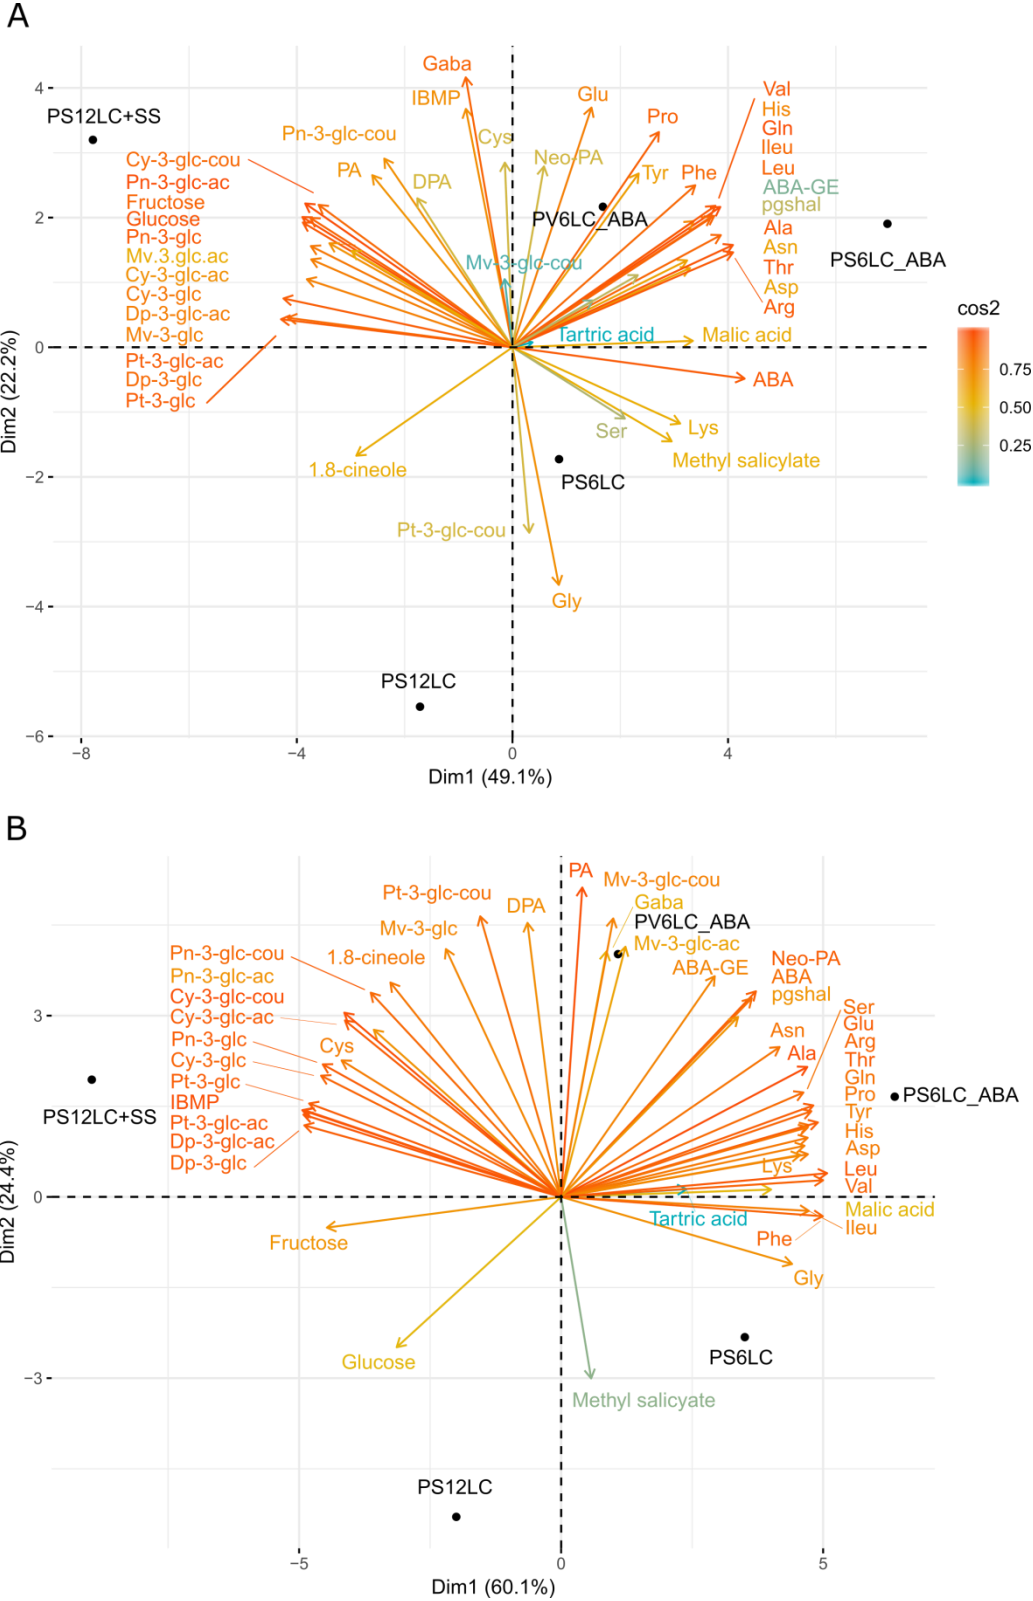 A
Gaba
IBMP
Glu
Val
His
Gln
Ileu
Leu
ABA-GE
pgshal
Ala
Asn
Thr
Asp
Arg
PS12LC+SS
Pro
Pn-3-glc-cou
Cys
Neo-PA
Tyr
Phe
PA
DPA
Cy-3-glc-cou
Pn-3-glc-ac
Fructose
Glucose
Pn-3-glc
Mv.3.glc.ac
Cy-3-glc-ac
Cy-3-glc
Dp-3-glc-ac
Mv-3-glc
Pt-3-glc-ac
Dp-3-glc
Pt-3-glc
PV6LC_ABA
PS6LC_ABA
Mv-3-glc-cou
Tartric acid
Malic acid
ABA
Ser
Lys
Methyl salicylate
1.8-cineole
PS6LC
Pt-3-glc-cou
Gly
PS12LC
cos2
0.75
0.50
0.25
4
2
0
−2
−4
−6
Dim2 (22.2%)
−8
−4
0
4
Dim1 (49.1%)
B
PA
Mv-3-glc-cou
Pt-3-glc-cou
DPA
Gaba
PV6LC_ABA
Mv-3-glc
Mv-3-glc-ac
1.8-cineole
ABA-GE
Neo-PA
ABA
pgshal
Pn-3-glc-cou
Pn-3-glc-ac
Cy-3-glc-cou
Cy-3-glc-ac
Pn-3-glc
Cy-3-glc
Pt-3-glc
IBMP
Pt-3-glc-ac
Dp-3-glc-ac
Dp-3-glc
Cys
Asn
Ala
Ser
Glu
Arg
Thr
Gln
Pro
Tyr
His
Asp
Lys
Leu
Val
Malic acid
Ileu
PS12LC+SS
PS6LC_ABA
Tartric acid
Phe
Gly
Fructose
Glucose
PS6LC
Methyl salicyate
PS12LC
3
0
−3
Dim2 (24.4%)
−5
0
5
Dim1 (60.1%)